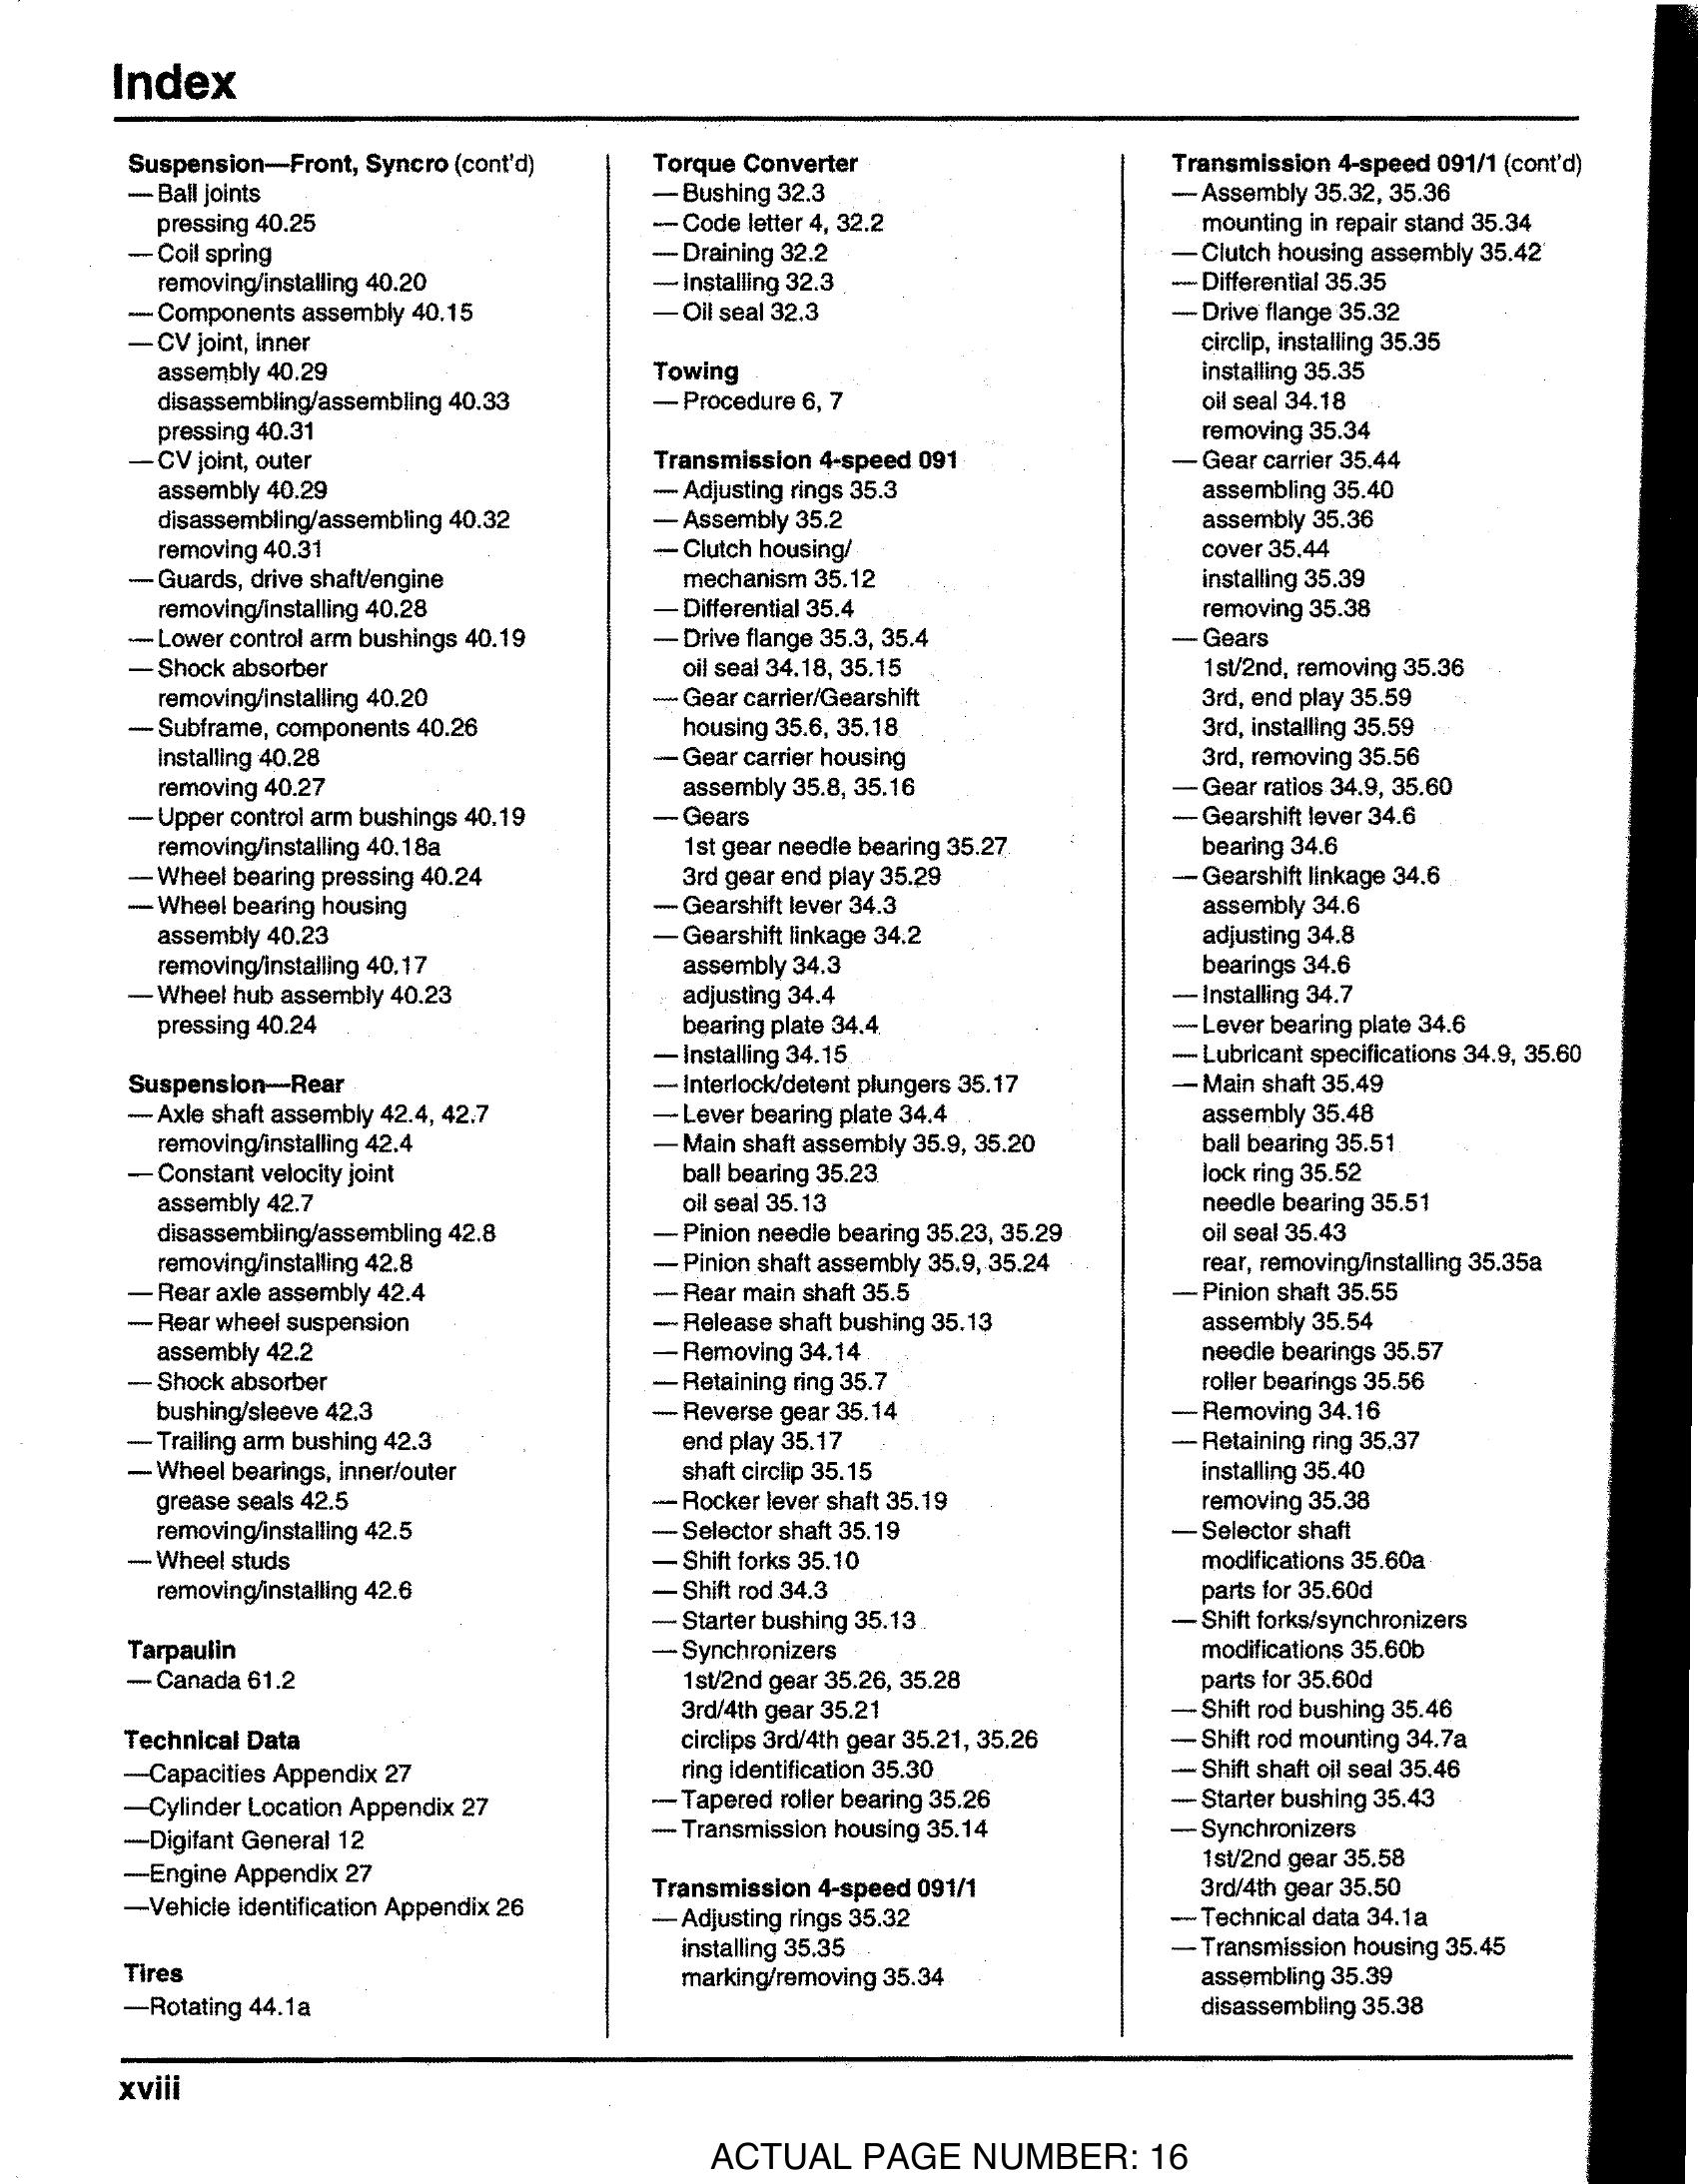 Index
Suspension—Front, Syncro (cont'd)
— Ball joints
pressing 40.25
— Coil spring
removing/installing 40.20
— Components assembly 40.15
— CV joint, inner
assembly 40.29
disassembling/assembling 40.33
pressing 40.31
— CV joint, outer
assembly 40.29
disassembling/assembling 40.32
removing 40.31
— Guards, drive shaft/engine
removing/installing 40.28
— Lower control arm bushings 40.19
— Shock absorber
removing/installing 40.20
— Subframe, components 40.26
installing 40.28
removing 40.27
— Upper control arm bushings 40.19
removing/installing 40.18a
— Wheel bearing pressing 40.24
— Wheel bearing housing
assembly 40.23
removing/installing 40.17
— Wheel hub assembly 40.23
pressing 40.24
Suspension—Rear
— Axle shaft assembly 42.4, 42.7
removing/installing 42.4
— Constant velocity joint
assembly 42.7
disassembling/assembling 42.8
removing/installing 42.8
— Rear axle assembly 42.4
— Rear wheel suspension
assembly 42.2
— Shock absorber
bushing/sleeve 42.3
— Trailing arm bushing 42.3
— Wheel bearings, inner/outer
grease seals 42.5
removing/installing 42.5
— Wheel studs
removing/installing 42.6
Tarpaulin
— Canada 61.2
Technical Data
—Capacities Appendix 27
—Cylinder Location Appendix 27
—Digifant General 12
—Engine Appendix 27
—Vehicle identification Appendix 26
Tires
—Rotating 44.1a
Torque Converter
— Bushing 32.3
— Code letter 4, 32.2
— Draining 32.2
— Installing 32.3
— Oil seal 32.3
Towing
— Procedure 6, 7
Transmission 4-speed 091
— Adjusting rings 35.3
— Assembly 35.2
— Clutch housing/
mechanism 35.12
— Differential 35.4
— Drive flange 35.3, 35.4
oil seal 34.18, 35.15
— Gear carrier/Gearshift
housing 35.6, 35.18
— Gear carrier housing
assembly 35.8, 35.16
— Gears
1st gear needle bearing 35.27
3rd gear end play 35.29
— Gearshift lever 34.3
— Gearshift linkage 34.2
assembly 34.3
adjusting 34.4
bearing plate 34.4
— Installing 34.15
— Interlock/detent plungers 35.17
— Lever bearing plate 34.4
— Main shaft assembly 35.9, 35.20
ball bearing 35.23
oil seal 35.13
— Pinion needle bearing 35.23, 35.29
— Pinion shaft assembly 35.9, 35.24
— Rear main shaft 35.5
— Release shaft bushing 35.13
— Removing 34.14
— Retaining ring 35.7
— Reverse gear 35.14
end play 35.17
shaft circlip 35.15
— Rocker lever shaft 35.19
— Selector shaft 35.19
— Shift forks 35.10
— Shift rod 34.3
— Starter bushing 35.13
— Synchronizers
1st/2nd gear 35.26, 35.28
3rd/4th gear 35.21
circlips 3rd/4th gear 35.21, 35.26
ring identification 35.30
— Tapered roller bearing 35.26
— Transmission housing 35.14
Transmission 4-speed 091/1
— Adjusting rings 35.32
installing 35.35
marking/removing 35.34
Transmission 4-speed 091/1 (cont'd)
— Assembly 35.32, 35.36
mounting in repair stand 35.34
— Clutch housing assembly 35.42
— Differential 35.35
— Drive flange 35.32
circlip, installing 35.35
installing 35.35
oil seal 34.18
removing 35.34
— Gear carrier 35.44
assembling 35.40
assembly 35.36
cover 35.44
installing 35.39
removing 35.38
— Gears
1st/2nd, removing 35.36
3rd, end play 35.59
3rd, installing 35.59
3rd, removing 35.56
— Gear ratios 34.9, 35.60
— Gearshift lever 34.6
bearing 34.6
— Gearshift linkage 34.6
assembly 34.6
adjusting 34.8
bearings 34.6
— Installing 34.7
— Lever bearing plate 34.6
— Lubricant specifications 34.9, 35.60
— Main shaft 35.49
assembly 35.48
ball bearing 35.51
lock ring 35.52
needle bearing 35.51
oil seal 35.43
rear, removing/installing 35.35a
— Pinion shaft 35.55
assembly 35.54
needle bearings 35.57
roller bearings 35.56
— Removing 34.16
— Retaining ring 35.37
installing 35.40
removing 35.38
— Selector shaft
modifications 35.60a
parts for 35.60d
— Shift forks/synchronizers
modifications 35.60b
parts for 35.60d
— Shift rod bushing 35.46
— Shift rod mounting 34.7a
— Shift shaft oil seal 35.46
— Starter bushing 35.43
— Synchronizers
1st/2nd gear 35.58
3rd/4th gear 35.50
— Technical data 34.1a
— Transmission housing 35.45
assembling 35.39
disassembling 35.38
xviii
ACTUAL PAGE NUMBER: 16